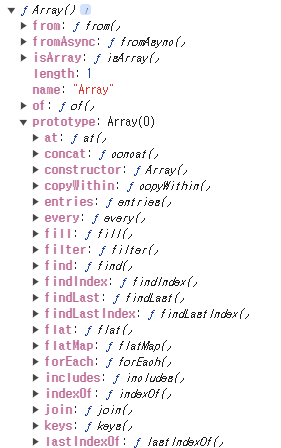 ▼ ƒ Array() i
▶ from: ƒ from()
▶ fromAsync: ƒ fromAsync()
▶ isArray: ƒ isArray()
length: 1
name: "Array"
▶ of: ƒ of()
▼ prototype: Array(0)
▶ at: ƒ at()
▶ concat: ƒ concat()
▶ constructor: ƒ Array()
▶ copyWithin: ƒ copyWithin()
▶ entries: ƒ entries()
▶ every: ƒ every()
▶ fill: ƒ fill()
▶ filter: ƒ filter()
▶ find: ƒ find()
▶ findIndex: ƒ findIndex()
▶ findLast: ƒ findLast()
▶ findLastIndex: ƒ findLastIndex()
▶ flat: ƒ flat()
▶ flatMap: ƒ flatMap()
▶ forEach: ƒ forEach()
▶ includes: ƒ includes()
▶ indexOf: ƒ indexOf()
▶ join: ƒ join()
▶ keys: ƒ keys()
▶ lastIndexOf: ƒ lastIndexOf()